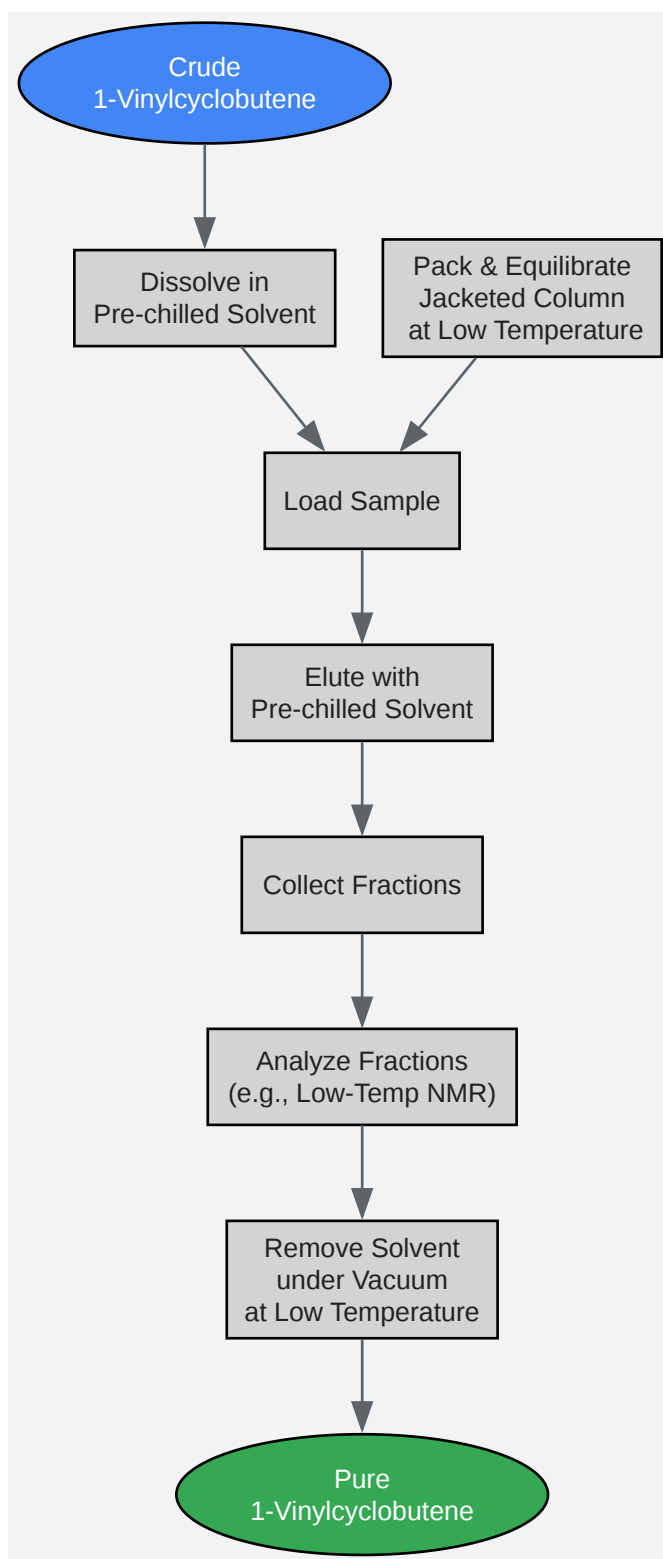 Crude
1-Vinylcyclobutene
Dissolve in
Pre-chilled Solvent
Pack & Equilibrate
Jacketed Column
at Low Temperature
Load Sample
Elute with
Pre-chilled Solvent
Collect Fractions
Analyze Fractions
(e.g., Low-Temp NMR)
Remove Solvent
under Vacuum
at Low Temperature
Pure
1-Vinylcyclobutene